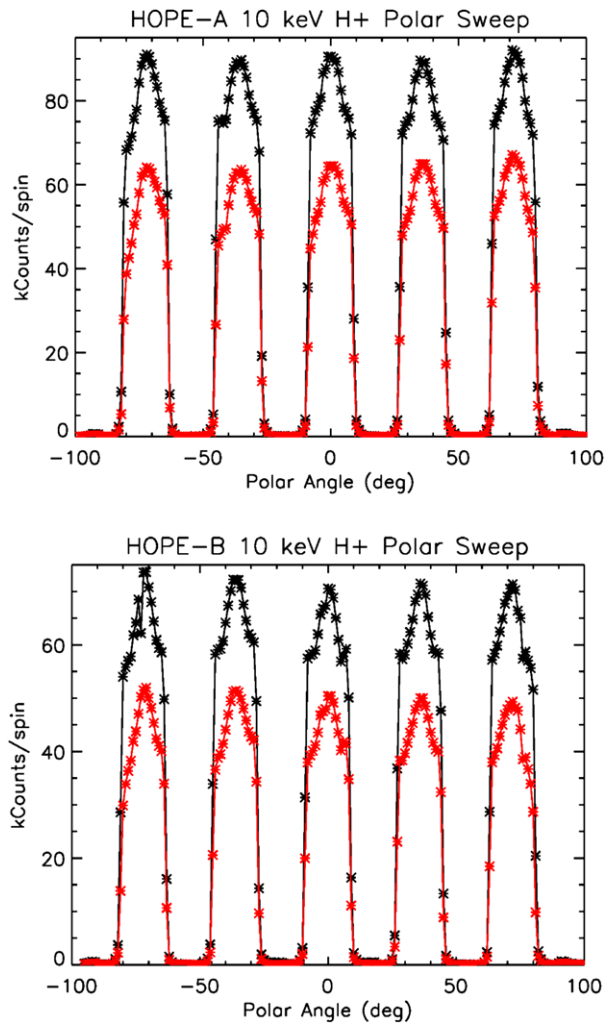 HOPE-A 10 keV H+ Polar Sweep
80
60
40
20
0
kCounts/spin
-100 -50 0 50 100
Polar Angle (deg)
HOPE-B 10 keV H+ Polar Sweep
60
40
20
0
kCounts/spin
-100 -50 0 50 100
Polar Angle (deg)